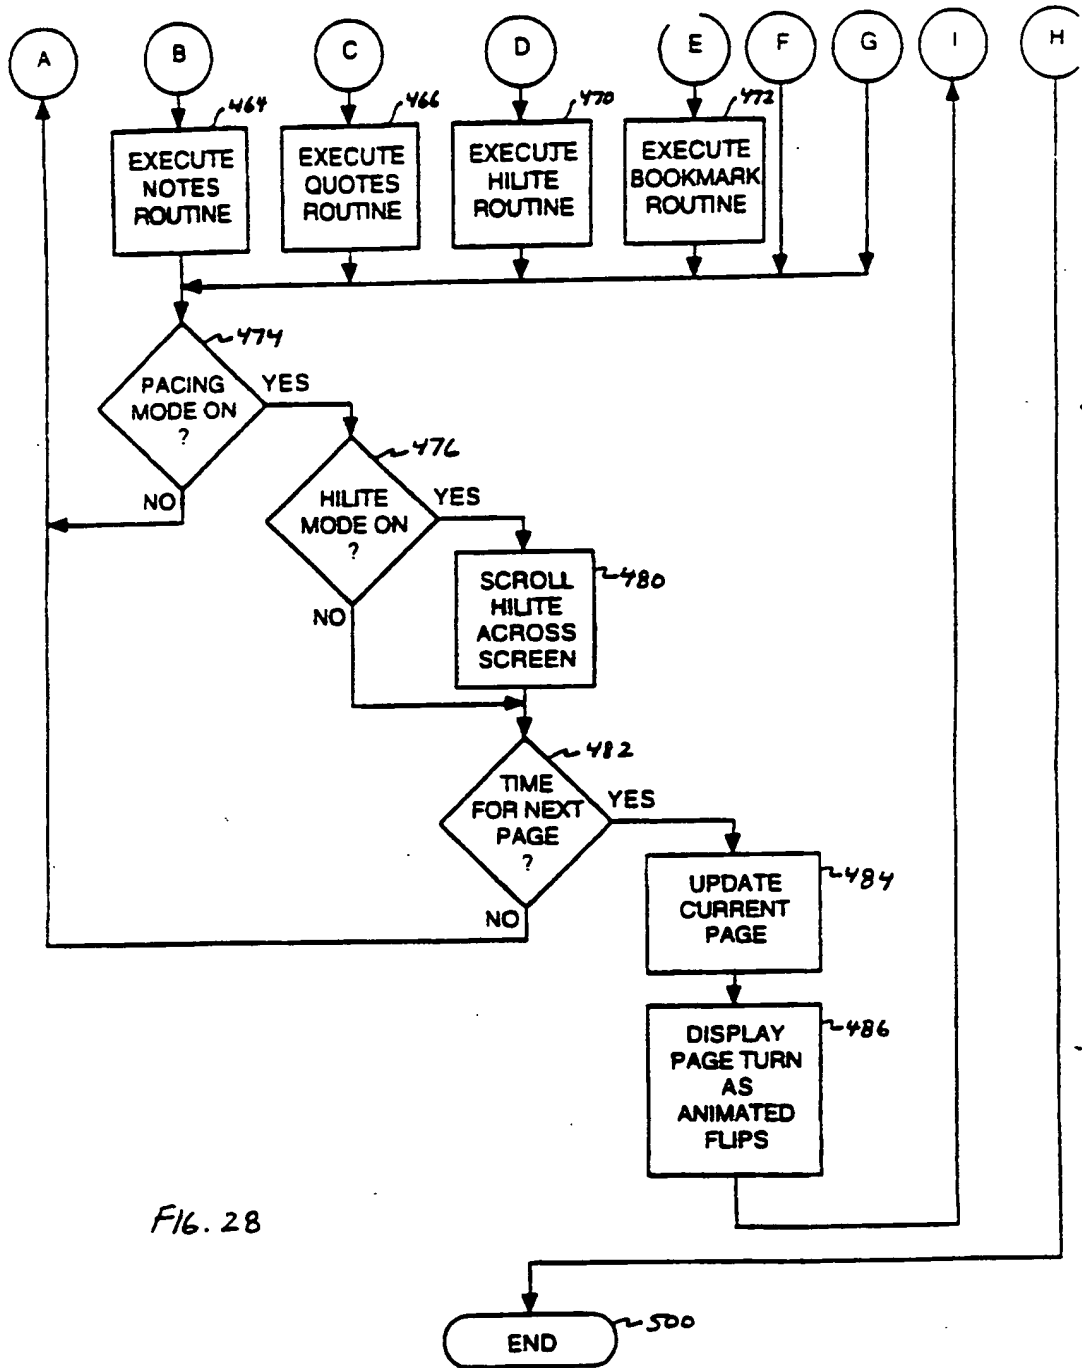 A B C D E F G I H
464 466 470 472
EXECUTE
NOTES
ROUTINE
EXECUTE
QUOTES
ROUTINE
EXECUTE
HILITE
ROUTINE
EXECUTE
BOOKMARK
ROUTINE
474
PACING
MODE ON
?
YES
NO
476
HILITE
MODE ON
?
YES
NO
480
SCROLL
HILITE
ACROSS
SCREEN
482
TIME
FOR NEXT
PAGE
?
YES
NO
484
UPDATE
CURRENT
PAGE
486
DISPLAY
PAGE TURN
AS
ANIMATED
FLIPS
FIG. 28
END
500